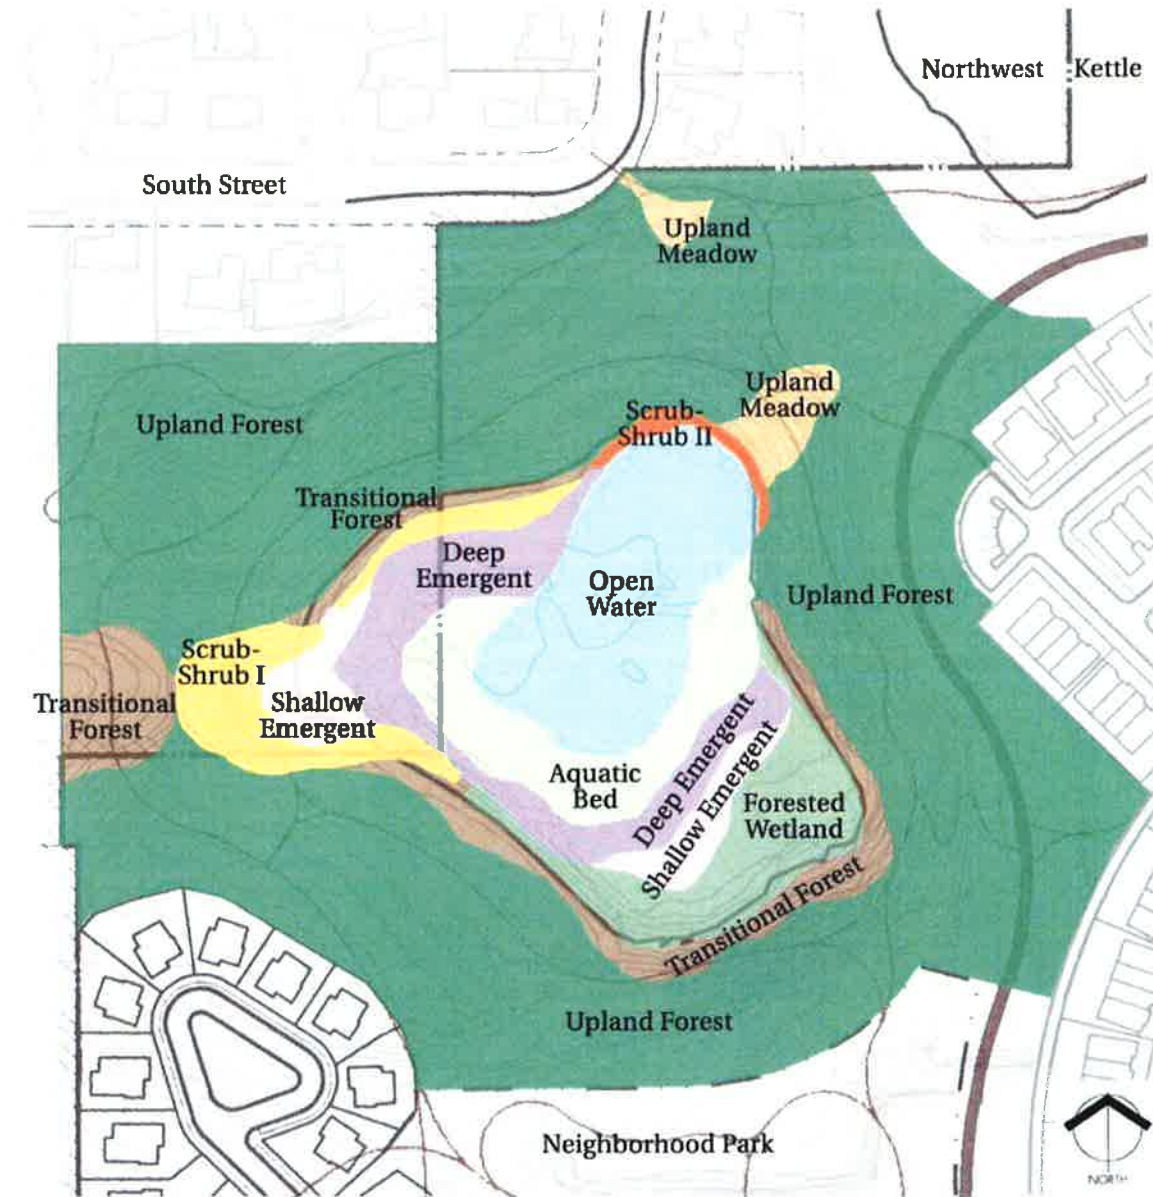 Northwest Kettle
South Street
Upland
Meadow
Upland
Meadow
Scrub-
Shrub II
Upland Forest
Transitional
Forest
Deep
Emergent
Open
Water
Upland Forest
Scrub-
Shrub I
Transitional
Forest
Shallow
Emergent
Aquatic
Bed
Deep Emergent
Shallow Emergent
Forested
Wetland
Transitional Forest
Upland Forest
Neighborhood Park
NORTH